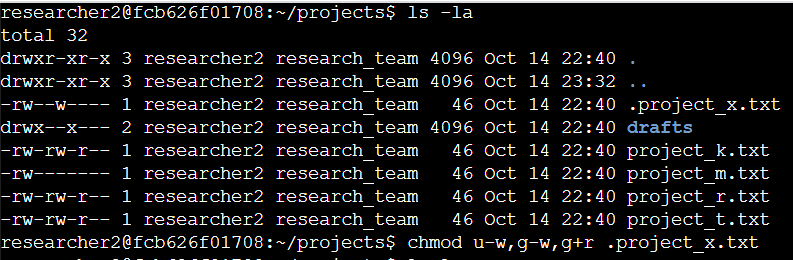 researcher2@fcb626f01708:~/projects$ ls -la
total 32
drwxr-xr-x 3 researcher2 research_team 4096 Oct 14 22:40 .
drwxr-xr-x 3 researcher2 research_team 4096 Oct 14 23:32 ..
-rw--w---- 1 researcher2 research_team   46 Oct 14 22:40 .project_x.txt
drwx--x--- 2 researcher2 research_team 4096 Oct 14 22:40 drafts
-rw-rw-r-- 1 researcher2 research_team   46 Oct 14 22:40 project_k.txt
-rw------- 1 researcher2 research_team   46 Oct 14 22:40 project_m.txt
-rw-rw-r-- 1 researcher2 research_team   46 Oct 14 22:40 project_r.txt
-rw-rw-r-- 1 researcher2 research_team   46 Oct 14 22:40 project_t.txt
researcher2@fcb626f01708:~/projects$ chmod u-w,g-w,g+r .project_x.txt